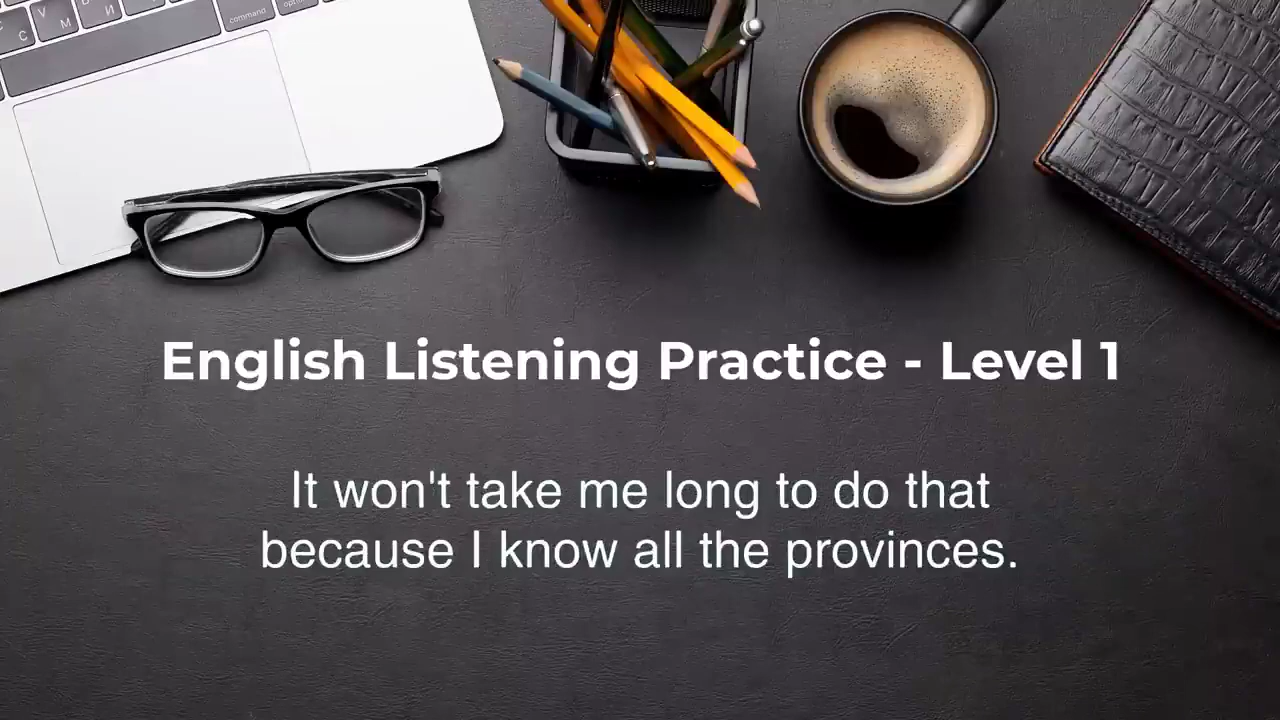 English Listening Practice - Level 1
It won't take me long to do that
because I know all the provinces.